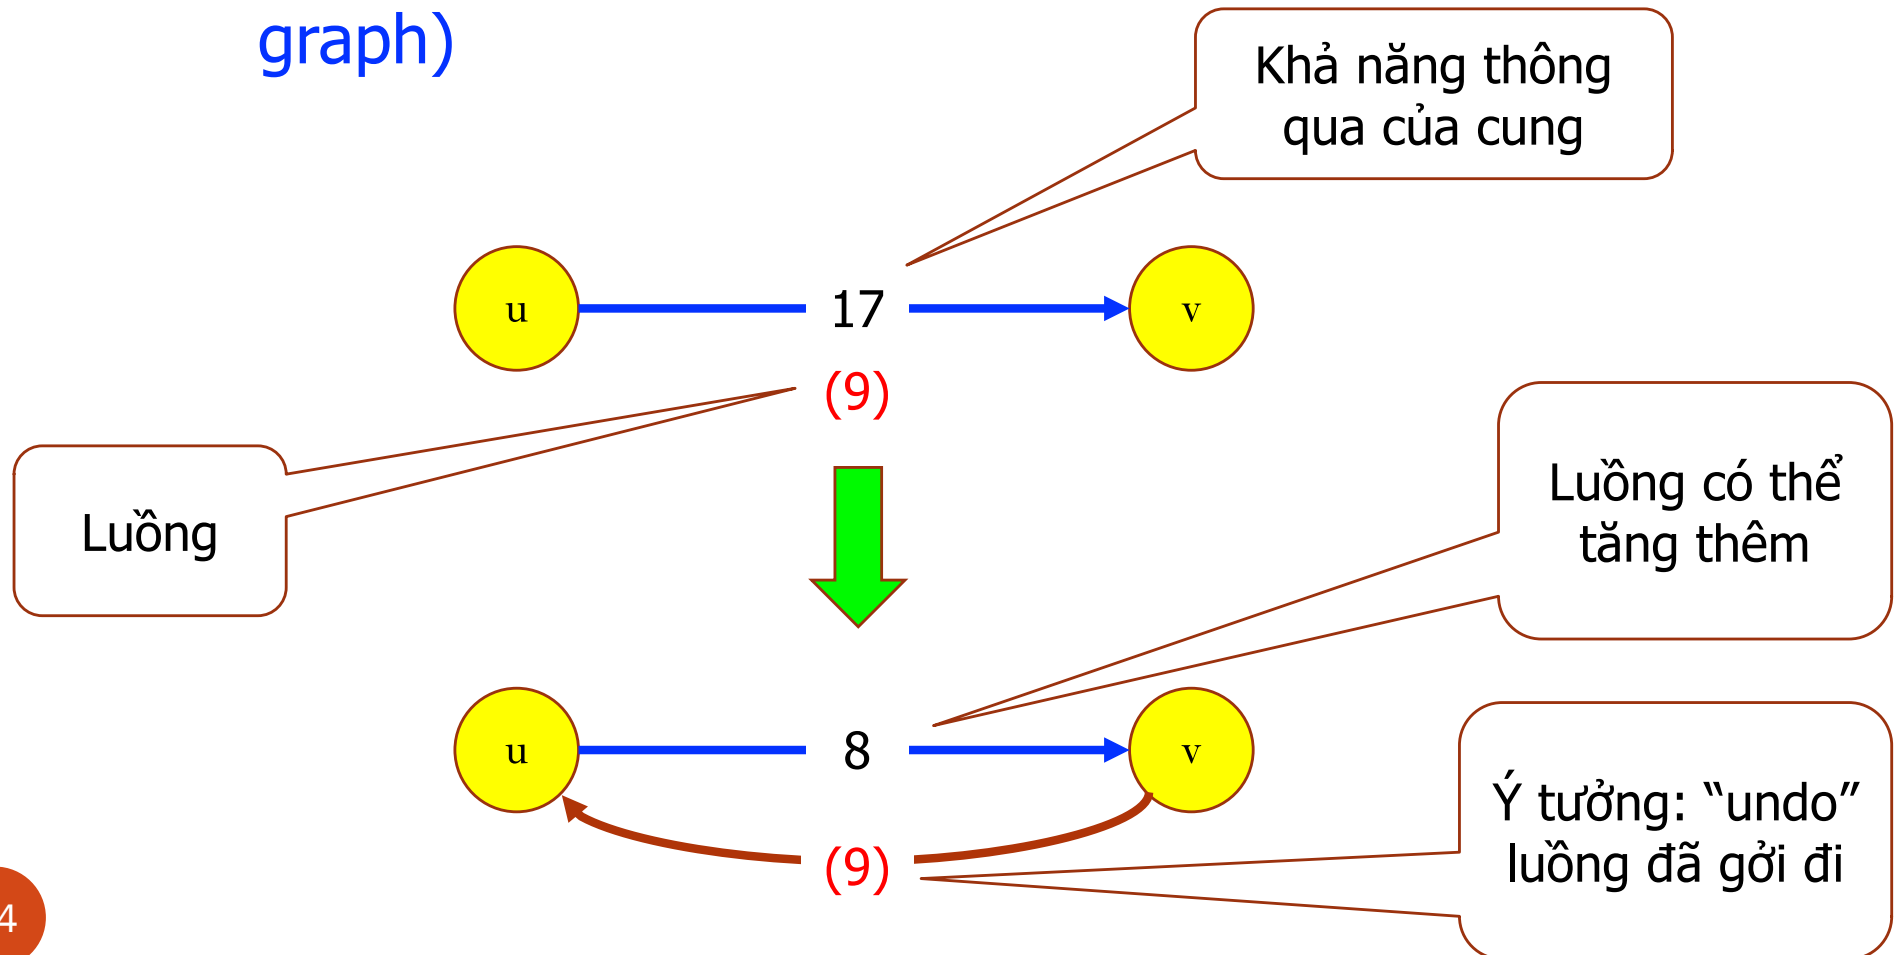 graph)
Khả năng thông
qua của cung
u
17
v
(9)
Luồng
Luồng có thể
tăng thêm
u
8
v
Ý tưởng: “undo”
luồng đã gởi đi
(9)
4